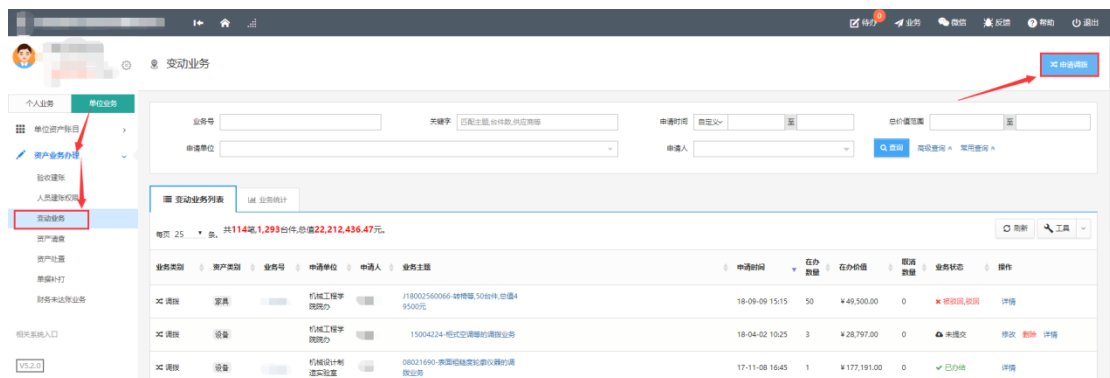 待办 0 业务 微信 反馈 帮助 退出
变动业务 申请调拨
个人业务 单位业务
单位资产账目
资产业务办理
验收建账
人员建账权限
变动业务
资产清查
资产处置
单据补打
财务未达账业务
相关系统入口
V5.2.0
业务号 关键字 匹配主题,台件数,供应商等 申请时间 自定义 至 总价值范围 至
申请单位 申请人 查询 高级查询 常用查询
变动业务列表 业务统计
每页 25 条, 共114笔,1,293台件,总值22,212,436.47元。 刷新 工具
业务类别 资产类别 业务号 申请单位 申请人 业务主题 申请时间 在办数量 在办价值 取消数量 业务状态 操作
调拨 家具 机械工程学院院办 J18002560066-转椅等,50台件,总值49500元 18-09-09 15:15 50 ￥49,500.00 0 被驳回,驳回 详情
调拨 设备 机械工程学院院办 15004224-柜式空调等的调拨业务 18-04-02 10:25 3 ￥28,797.00 0 未提交 修改 删除 详情
调拨 设备 机械设计制造实验室 08021690-表面粗糙度轮廓仪器的调拨业务 17-11-08 16:45 1 ￥177,191.00 0 已办结 详情